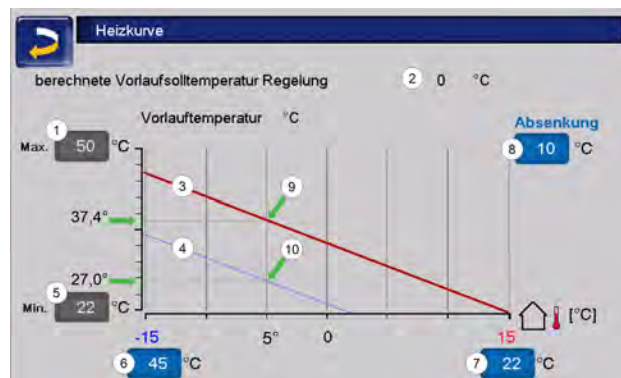 Heizkurve
berechnete Vorlaufsolltemperatur Regelung 2 0 °C
Vorlauftemperatur °C
Absenkung
1
Max. 50 °C
8 10 °C
3
9
37,4°
4
10
27,0°
5
Min. 22 °C
[°C]
-15 5° 0 15
6 45 °C
7 22 °C